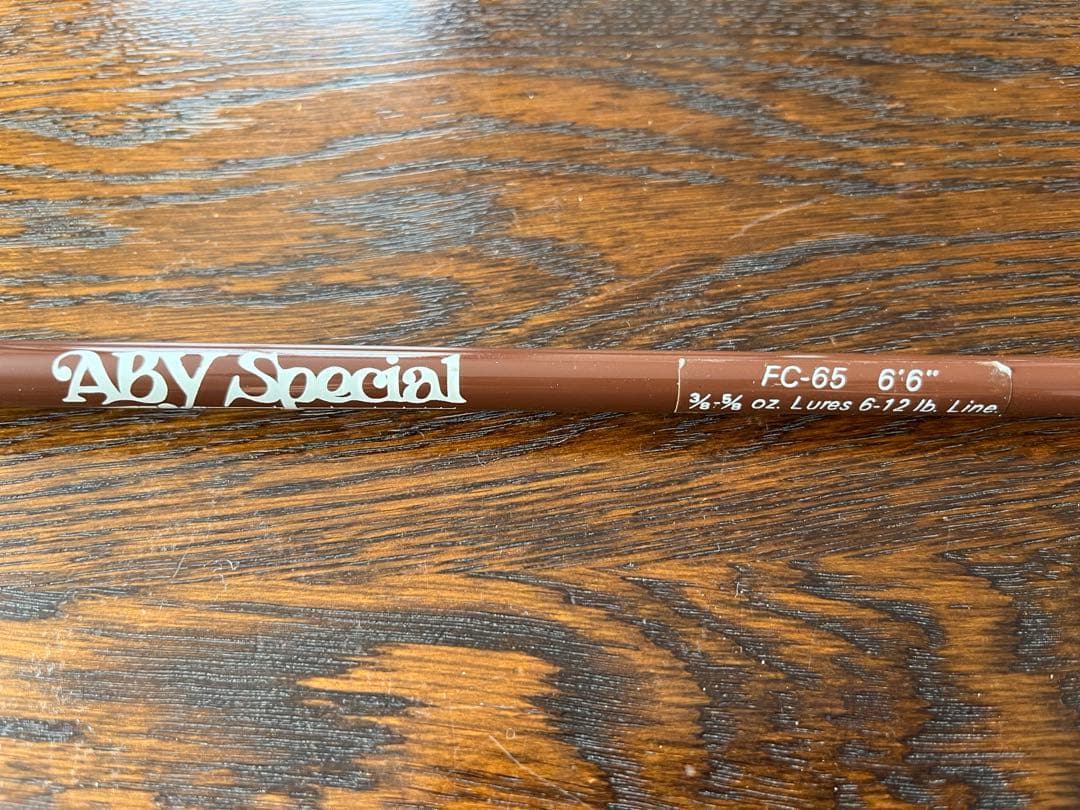 ABY Special
FC-65 6'6"
3/8-5/8 oz. Lures 6-12 lb. Line.